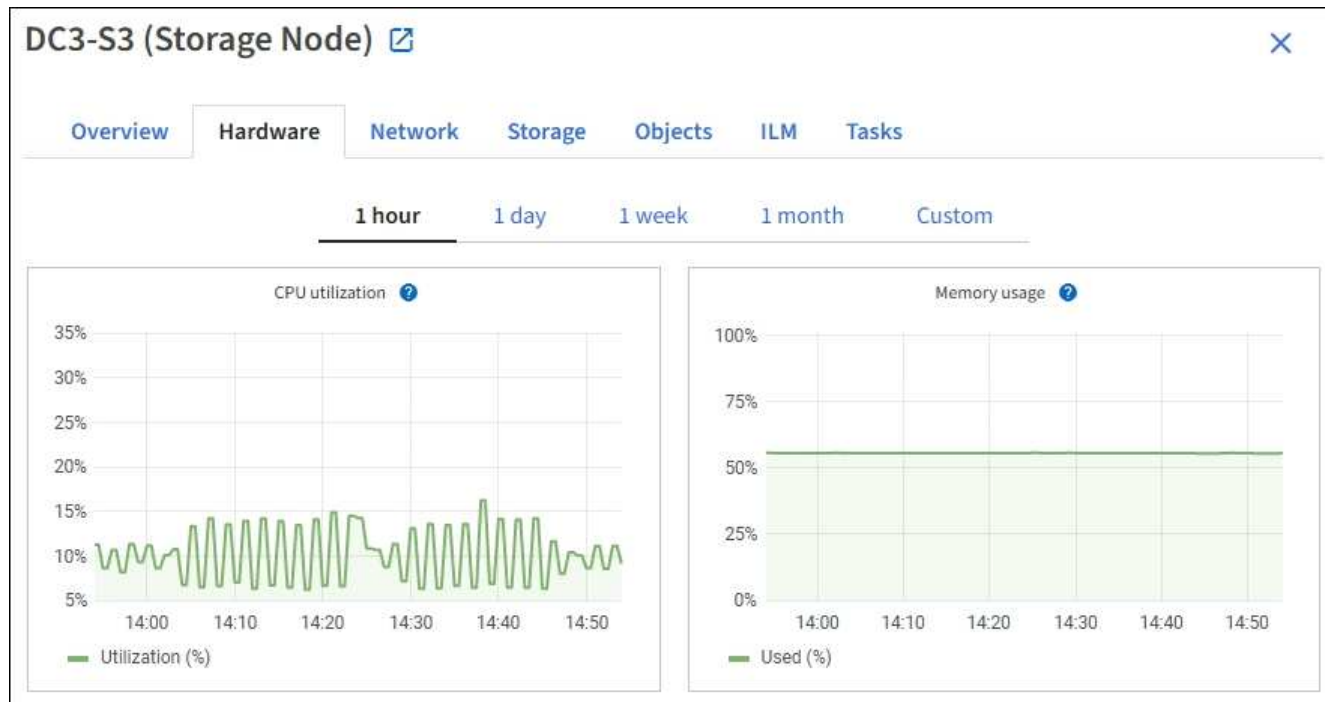 DC3-S3 (Storage Node)
Overview Hardware Network Storage Objects ILM Tasks
1 hour 1 day 1 week 1 month Custom
CPU utilization ?
35%
30%
25%
20%
15%
10%
5%
14:00 14:10 14:20 14:30 14:40 14:50
Utilization (%)
Memory usage ?
100%
75%
50%
25%
0%
14:00 14:10 14:20 14:30 14:40 14:50
Used (%)